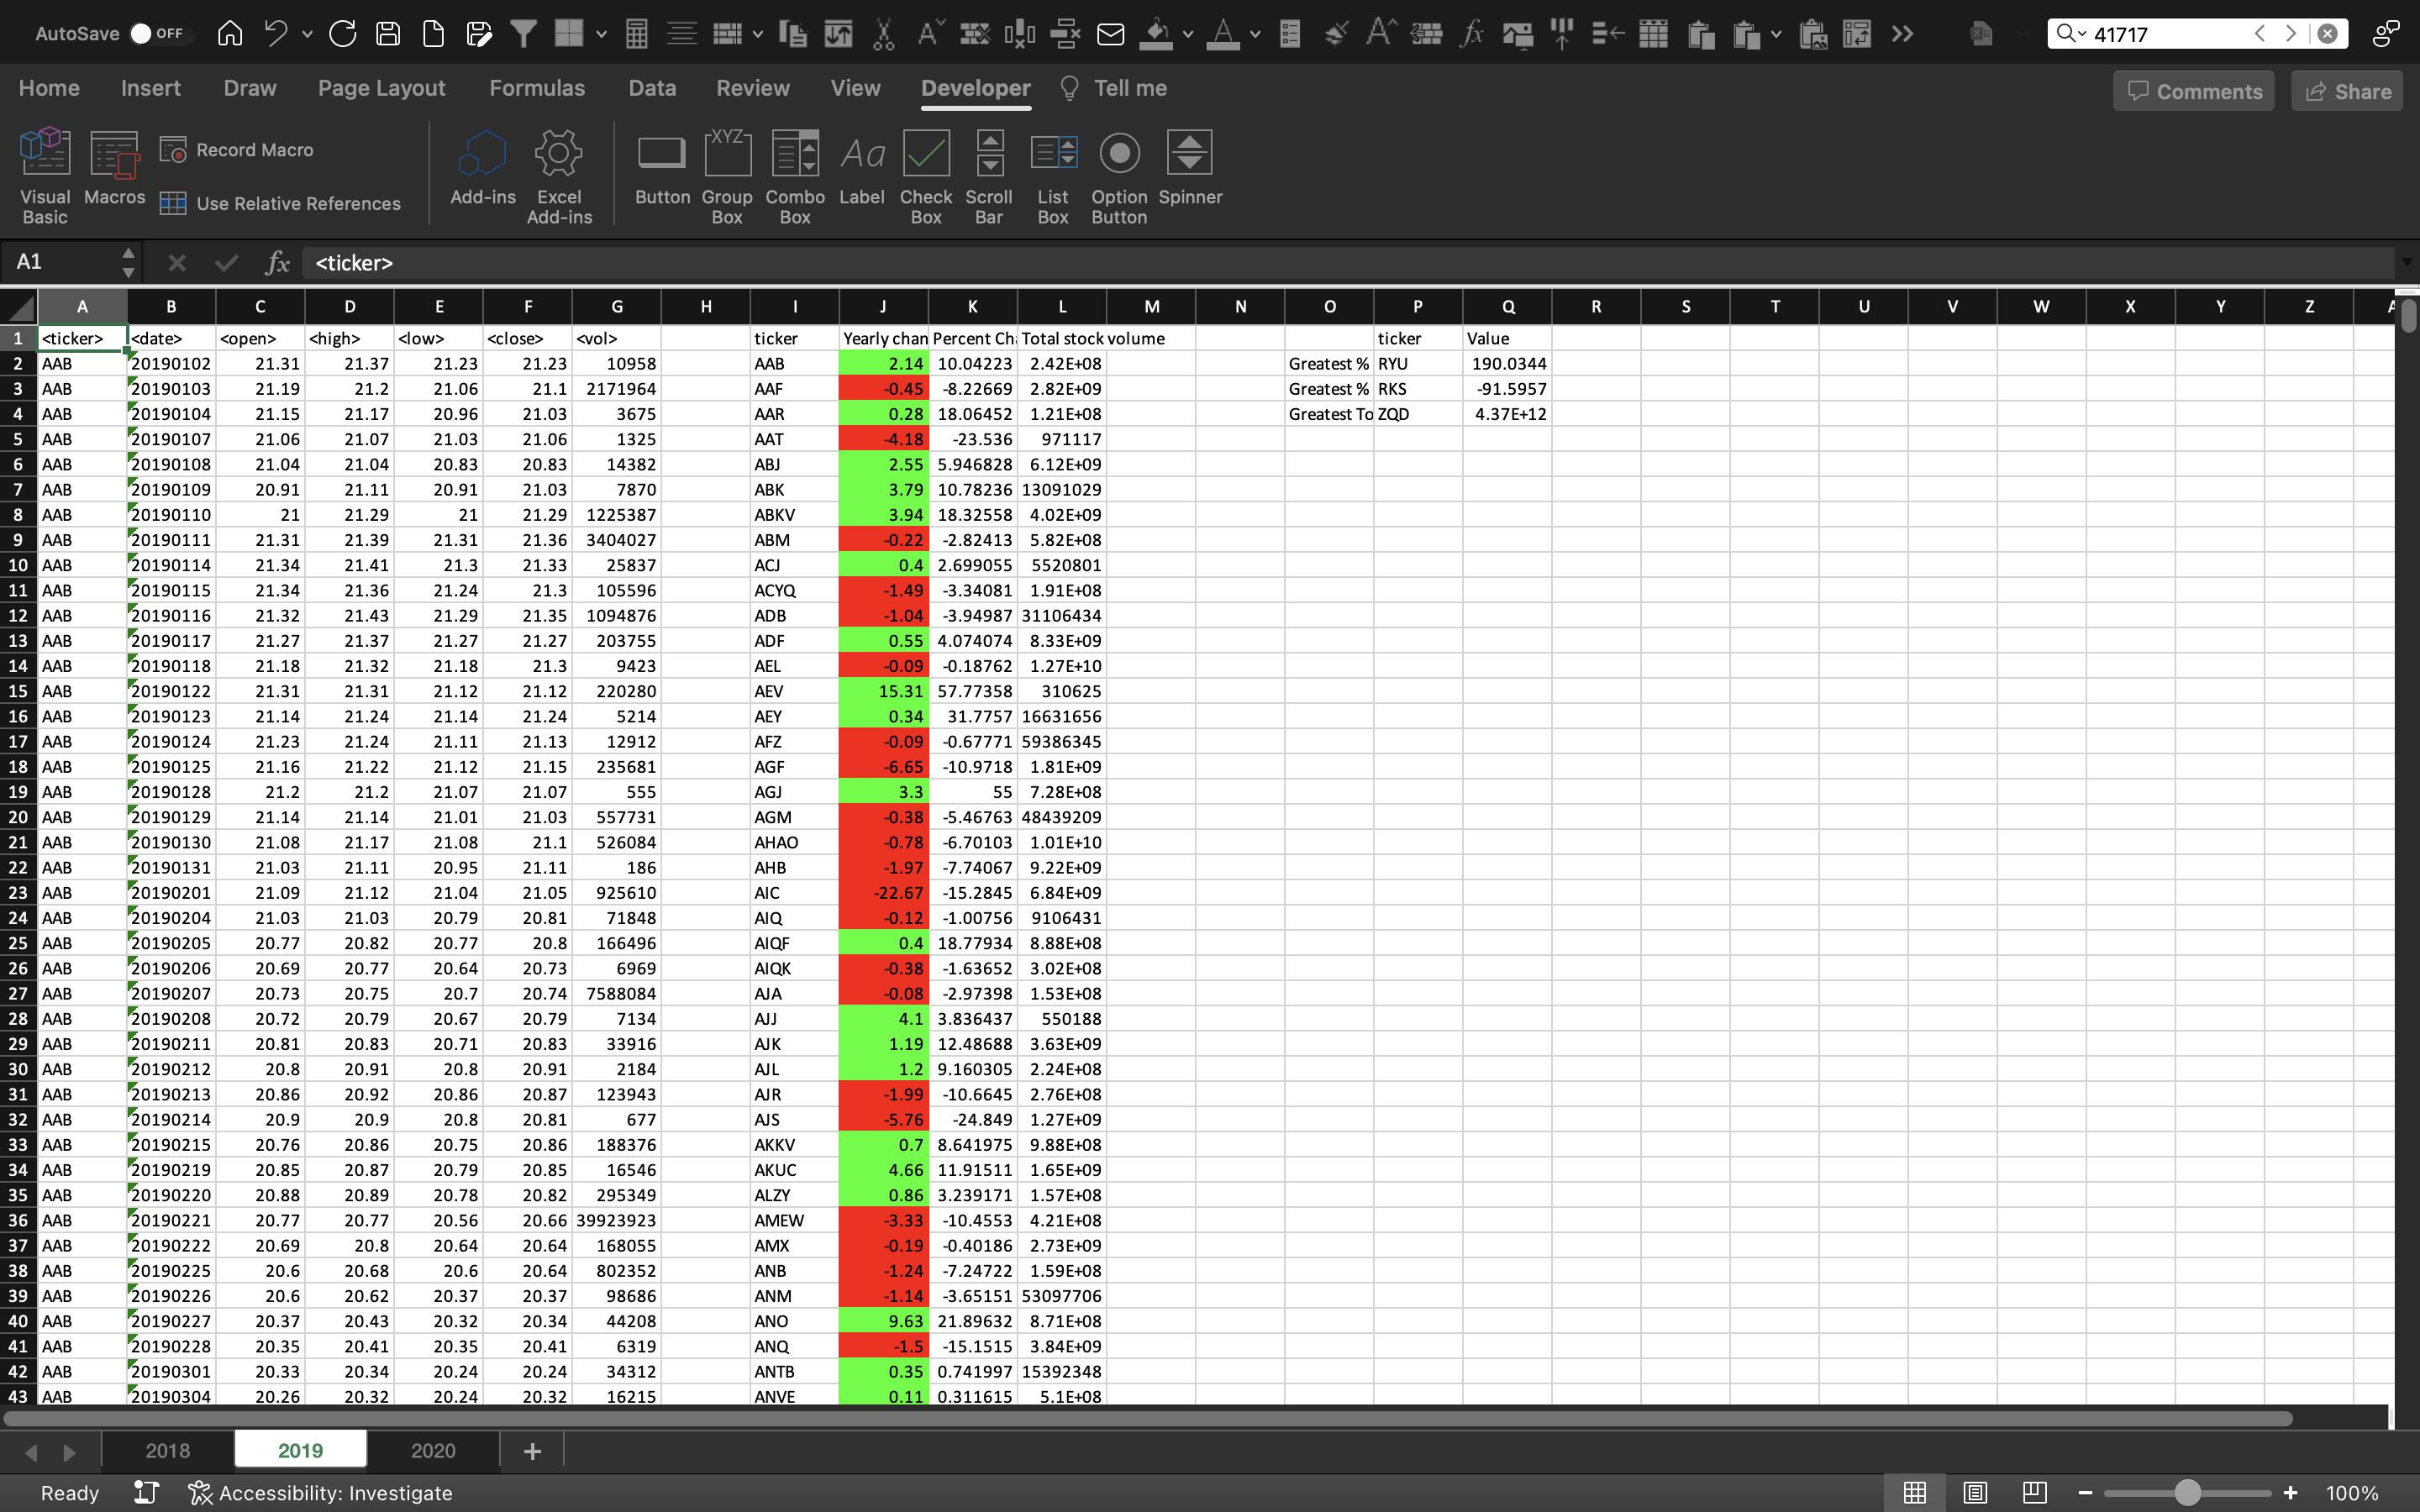 AutoSave OFF 41717
Home Insert Draw Page Layout Formulas Data Review View Developer Tell me Comments Share
Visual Basic Macros Record Macro Use Relative References Add-ins Excel Add-ins Button XYZ Group Box Combo Box Aa Label Check Box Scroll Bar List Box Option Button Spinner
A1 fx <ticker>
A B C D E F G H I J K L M N O P Q R S T U V W X Y Z
1 <ticker> <date> <open> <high> <low> <close> <vol> ticker Yearly chan Percent Ch Total stock volume ticker Value
2 AAB 20190102 21.31 21.37 21.23 21.23 10958 AAB 2.14 10.04223 2.42E+08 Greatest % RYU 190.0344
3 AAB 20190103 21.19 21.2 21.06 21.1 2171964 AAF -0.45 -8.22669 2.82E+09 Greatest % RKS -91.5957
4 AAB 20190104 21.15 21.17 20.96 21.03 3675 AAR 0.28 18.06452 1.21E+08 Greatest To ZQD 4.37E+12
5 AAB 20190107 21.06 21.07 21.03 21.06 1325 AAT -4.18 -23.536 971117
6 AAB 20190108 21.04 21.04 20.83 20.83 14382 ABJ 2.55 5.946828 6.12E+09
7 AAB 20190109 20.91 21.11 20.91 21.03 7870 ABK 3.79 10.78236 13091029
8 AAB 20190110 21 21.29 21 21.29 1225387 ABKV 3.94 18.32558 4.02E+09
9 AAB 20190111 21.31 21.39 21.31 21.36 3404027 ABM -0.22 -2.82413 5.82E+08
10 AAB 20190114 21.34 21.41 21.3 21.33 25837 ACJ 0.4 2.699055 5520801
11 AAB 20190115 21.34 21.36 21.24 21.3 105596 ACYQ -1.49 -3.34081 1.91E+08
12 AAB 20190116 21.32 21.43 21.29 21.35 1094876 ADB -1.04 -3.94987 31106434
13 AAB 20190117 21.27 21.37 21.27 21.27 203755 ADF 0.55 4.074074 8.33E+09
14 AAB 20190118 21.18 21.32 21.18 21.3 9423 AEL -0.09 -0.18762 1.27E+10
15 AAB 20190122 21.31 21.31 21.12 21.12 220280 AEV 15.31 57.77358 310625
16 AAB 20190123 21.14 21.24 21.14 21.24 5214 AEY 0.34 31.7757 16631656
17 AAB 20190124 21.23 21.24 21.11 21.13 12912 AFZ -0.09 -0.67771 59386345
18 AAB 20190125 21.16 21.22 21.12 21.15 235681 AGF -6.65 -10.9718 1.81E+09
19 AAB 20190128 21.2 21.2 21.07 21.07 555 AGJ 3.3 55 7.28E+08
20 AAB 20190129 21.14 21.14 21.01 21.03 557731 AGM -0.38 -5.46763 48439209
21 AAB 20190130 21.08 21.17 21.08 21.1 526084 AHAO -0.78 -6.70103 1.01E+10
22 AAB 20190131 21.03 21.11 20.95 21.11 186 AHB -1.97 -7.74067 9.22E+09
23 AAB 20190201 21.09 21.12 21.04 21.05 925610 AIC -22.67 -15.2845 6.84E+09
24 AAB 20190204 21.03 21.03 20.79 20.81 71848 AIQ -0.12 -1.00756 9106431
25 AAB 20190205 20.77 20.82 20.77 20.8 166496 AIQF 0.4 18.77934 8.88E+08
26 AAB 20190206 20.69 20.77 20.64 20.73 6969 AIQK -0.38 -1.63652 3.02E+08
27 AAB 20190207 20.73 20.75 20.7 20.74 7588084 AJA -0.08 -2.97398 1.53E+08
28 AAB 20190208 20.72 20.79 20.67 20.79 7134 AJJ 4.1 3.836437 550188
29 AAB 20190211 20.81 20.83 20.71 20.83 33916 AJK 1.19 12.48688 3.63E+09
30 AAB 20190212 20.8 20.91 20.8 20.91 2184 AJL 1.2 9.160305 2.24E+08
31 AAB 20190213 20.86 20.92 20.86 20.87 123943 AJR -1.99 -10.6645 2.76E+08
32 AAB 20190214 20.9 20.9 20.8 20.81 677 AJS -5.76 -24.849 1.27E+09
33 AAB 20190215 20.76 20.86 20.75 20.86 188376 AKKV 0.7 8.641975 9.88E+08
34 AAB 20190219 20.85 20.87 20.79 20.85 16546 AKUC 4.66 11.91511 1.65E+09
35 AAB 20190220 20.88 20.89 20.78 20.82 295349 ALZY 0.86 3.239171 1.57E+08
36 AAB 20190221 20.77 20.77 20.56 20.66 39923923 AMEW -3.33 -10.4553 4.21E+08
37 AAB 20190222 20.69 20.8 20.64 20.64 168055 AMX -0.19 -0.40186 2.73E+09
38 AAB 20190225 20.6 20.68 20.6 20.64 802352 ANB -1.24 -7.24722 1.59E+08
39 AAB 20190226 20.6 20.62 20.37 20.37 98686 ANM -1.14 -3.65151 53097706
40 AAB 20190227 20.37 20.43 20.32 20.34 44208 ANO 9.63 21.89632 8.71E+08
41 AAB 20190228 20.35 20.41 20.35 20.41 6319 ANQ -1.5 -15.1515 3.84E+09
42 AAB 20190301 20.33 20.34 20.24 20.24 34312 ANTB 0.35 0.741997 15392348
43 AAB 20190304 20.26 20.32 20.24 20.32 16215 ANVE 0.11 0.311615 5.1E+08
2018 2019 2020 +
Ready Accessibility: Investigate 100%